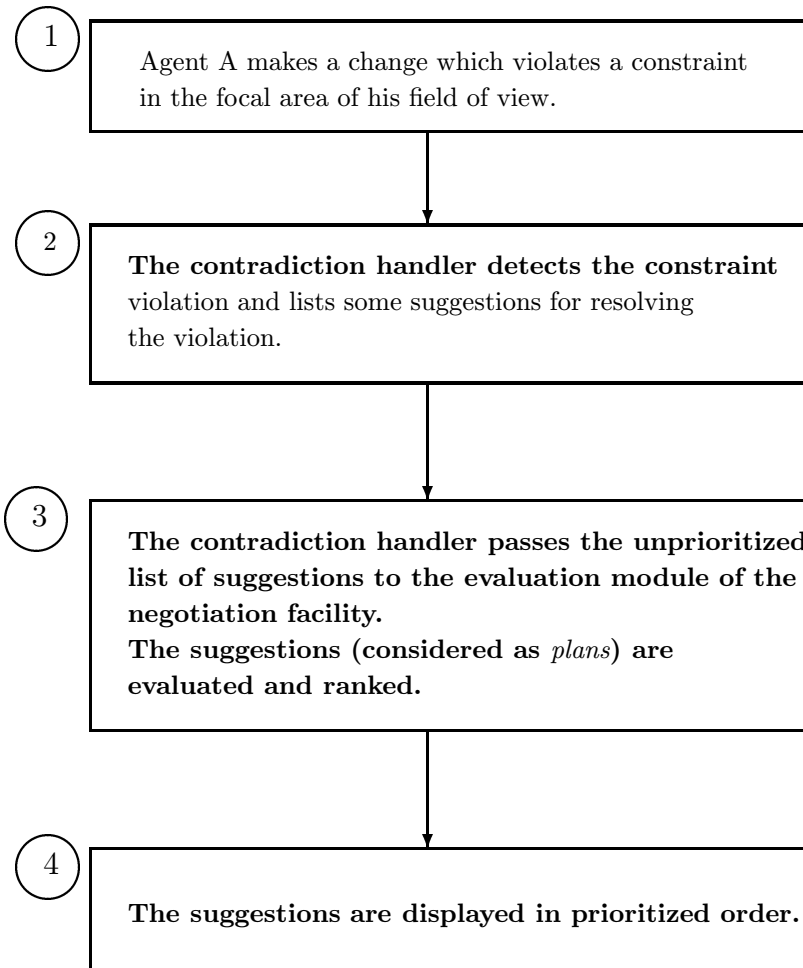 1
Agent A makes a change which violates a constraint
in the focal area of his field of view.
2
The contradiction handler detects the constraint
violation and lists some suggestions for resolving
the violation.
3
The contradiction handler passes the unprioritized
list of suggestions to the evaluation module of the
negotiation facility.
The suggestions (considered as plans) are
evaluated and ranked.
4
The suggestions are displayed in prioritized order.